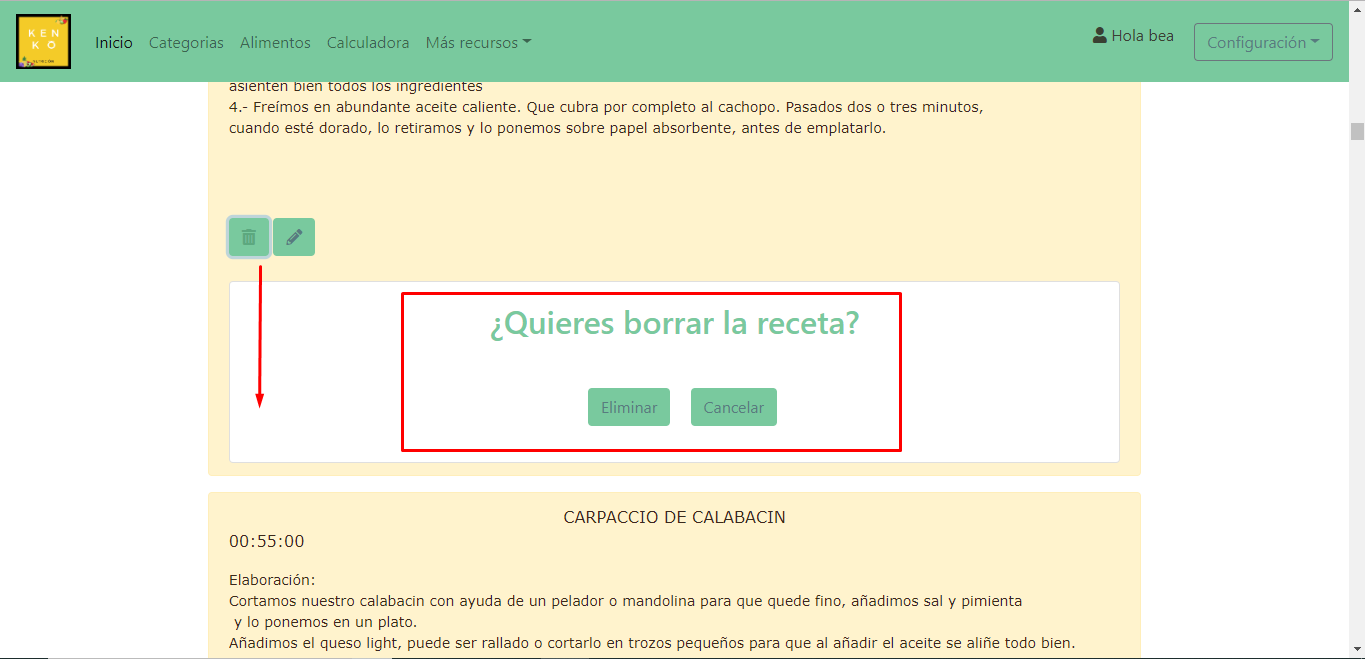 KEN
KO
Inicio
Categorias
Alimentos
Calculadora
Más recursos
Hola bea
Configuración
asienten bien todos los ingredientes
4.- Freímos en abundante aceite caliente. Que cubra por completo al cachopo. Pasados dos o tres minutos,
cuando esté dorado, lo retiramos y lo ponemos sobre papel absorbente, antes de emplatarlo.
¿Quieres borrar la receta?
Eliminar
Cancelar
CARPACCIO DE CALABACIN
00:55:00
Elaboración:
Cortamos nuestro calabacin con ayuda de un pelador o mandolina para que quede fino, añadimos sal y pimienta
y lo ponemos en un plato.
Añadimos el queso light, puede ser rallado o cortarlo en trozos pequeños para que al añadir el aceite se aliñe todo bien.